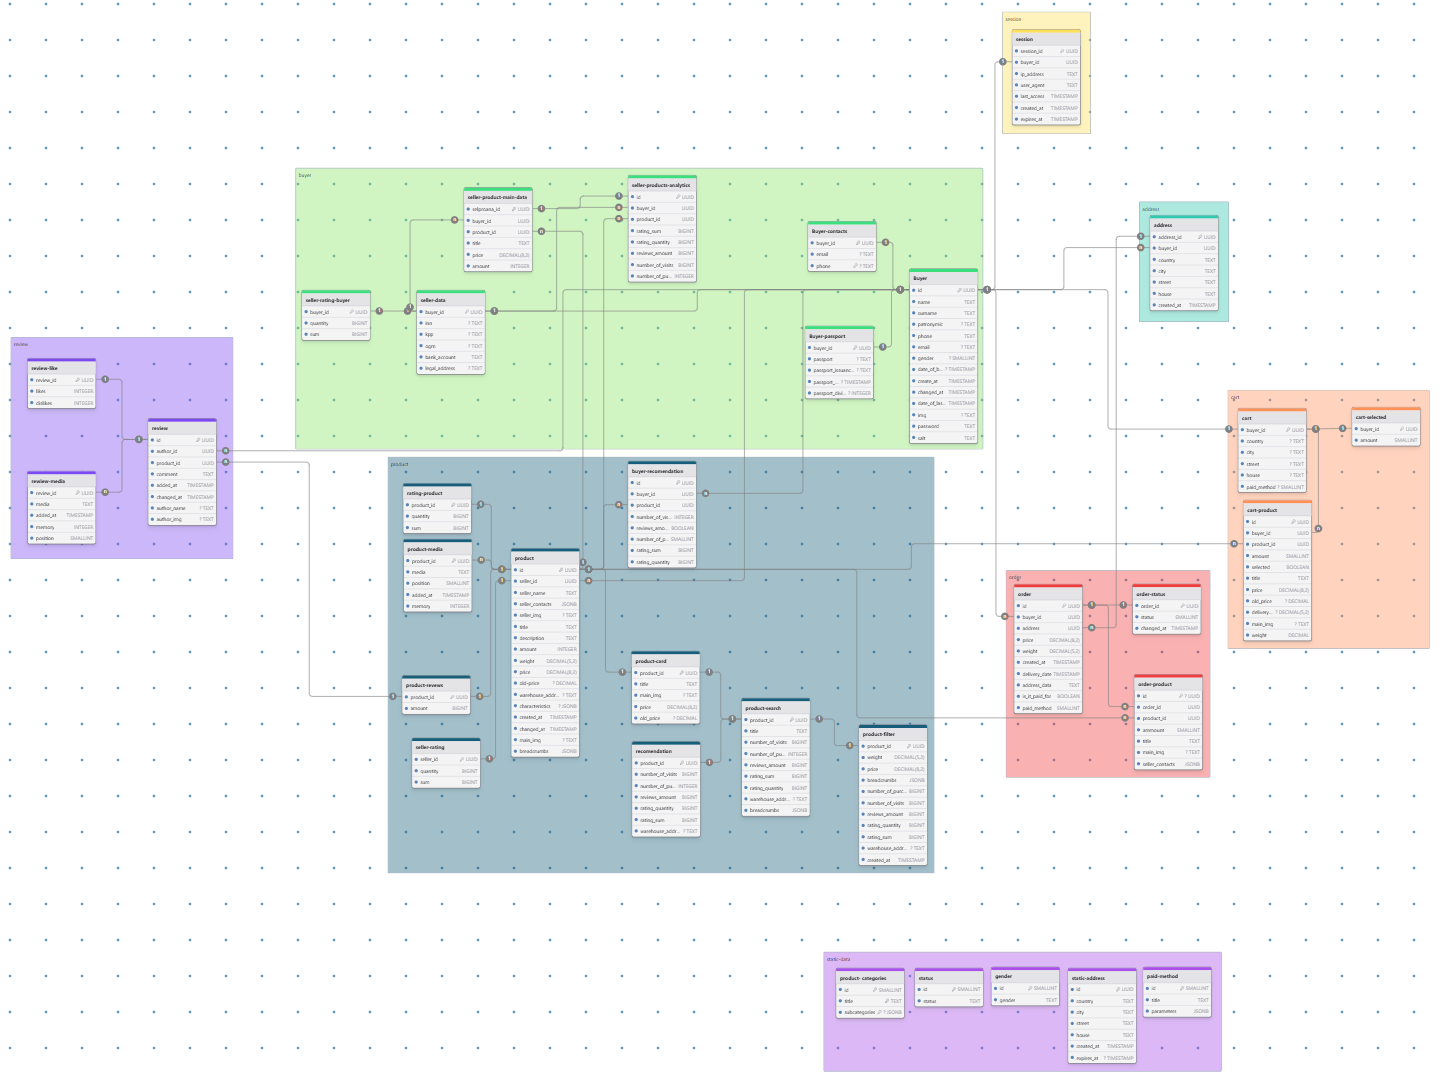 session
session
session_id UUID
buyer_id UUID
ip_address TEXT
user_agent TEXT
last_access TIMESTAMP
created_at TIMESTAMP
expires_at TIMESTAMP
buyer
seller-product-main-data
selproana_id UUID
buyer_id UUID
product_id UUID
title TEXT
price DECIMAL(8,2)
amount INTEGER
seller-products-analytics
id UUID
buyer_id UUID
product_id UUID
rating_sum BIGINT
rating_quantity BIGINT
reviews_amount BIGINT
number_of_visits BIGINT
number_of_pu... INTEGER
Buyer-contacts
buyer_id UUID
email ? TEXT
phone ? TEXT
Buyer
id UUID
name TEXT
surname TEXT
patronymic ? TEXT
phone TEXT
email ? TEXT
gender ? SMALLINT
date_of_b... ? TIMESTAMP
create_at TIMESTAMP
changed_at TIMESTAMP
date_of_las... TIMESTAMP
img ? TEXT
password TEXT
salt TEXT
seller-rating-buyer
buyer_id UUID
quantity BIGINT
sum BIGINT
seller-data
buyer_id UUID
inn ? TEXT
kpp ? TEXT
ogrn ? TEXT
bank_account TEXT
legal_address ? TEXT
Buyer-passport
buyer_id UUID
passport ? TEXT
passport_issuanc... ? TEXT
passport_... ? TIMESTAMP
passport_divi... ? INTEGER
address
address
address_id UUID
buyer_id UUID
country TEXT
city TEXT
street TEXT
house TEXT
created_at TIMESTAMP
review
review-like
review_id UUID
likes INTEGER
dislikes INTEGER
review
id UUID
author_id UUID
product_id UUID
comment TEXT
added_at TIMESTAMP
changed_at TIMESTAMP
author_name ? TEXT
author_img ? TEXT
rewiew-media
review_id UUID
media TEXT
added_at TIMESTAMP
memory INTEGER
position SMALLINT
cart
cart
buyer_id UUID
country ? TEXT
city ? TEXT
street ? TEXT
house ? TEXT
paid_method ? SMALLINT
cart-selected
buyer_id UUID
amount SMALLINT
cart-product
id UUID
buyer_id UUID
product_id UUID
amount SMALLINT
selected BOOLEAN
title TEXT
price DECIMAL(8,2)
old_price ? DECIMAL
delivery... ? DECIMAL(5,2)
main_img ? TEXT
weight DECIMAL
product
rating-product
product_id UUID
quantity BIGINT
sum BIGINT
product-media
product_id UUID
media TEXT
position SMALLINT
added_at TIMESTAMP
memory INTEGER
product-revews
product_id UUID
amount BIGINT
seller-rating
seller_id UUID
quantity BIGINT
sum BIGINT
product
id UUID
seller_id UUID
seller_name TEXT
seller_contacts JSONB
seller_img ? TEXT
title TEXT
description TEXT
amount INTEGER
weight DECIMAL(5,2)
price DECIMAL(8,2)
old-price ? DECIMAL
warehouse_addr... ? TEXT
characteristics ? JSONB
created_at TIMESTAMP
changed_at TIMESTAMP
main_img ? TEXT
breadcrumbs JSONB
buyer-recomendation
id UUID
buyer_id UUID
product_id UUID
number_of_vis... INTEGER
reviews_amo... BOOLEAN
number_of_p... SMALLINT
rating_sum BIGINT
rating_quantity BIGINT
product-card
product_id UUID
title TEXT
main_img ? TEXT
price DECIMAL(8,2)
old_price ? DECIMAL
recomendation
product_id UUID
number_of_visits BIGINT
number_of_pu... INTEGER
reviews_amount BIGINT
rating_quantity BIGINT
rating_sum BIGINT
warehouse_addr... ? TEXT
product-search
product_id UUID
title TEXT
number_of_visits BIGINT
number_of_pu... INTEGER
reviews_amount BIGINT
rating_sum BIGINT
rating_quantity BIGINT
warehouse_addr... ? TEXT
breadcrumbs JSONB
product-filter
product_id UUID
weight DECIMAL(5,2)
price DECIMAL(8,2)
breadcrumbs JSONB
number_of_purc... BIGINT
number_of_visits BIGINT
reviews_amount BIGINT
rating_quantity BIGINT
rating_sum BIGINT
warehouse_addr... ? TEXT
created_at TIMESTAMP
order
order
id UUID
buyer_id UUID
address UUID
price DECIMAL(8,2)
weight DECIMAL(5,2)
created_at TIMESTAMP
delivery_date TIMESTAMP
address_data TEXT
is_it_paid_for BOOLEAN
paid_method SMALLINT
order-status
order_id UUID
status SMALLINT
changed_at TIMESTAMP
order-product
id ? UUID
order_id UUID
product_id UUID
ammount SMALLINT
title TEXT
main_img ? TEXT
seller_contacts JSONB
static-data
product- categories
id SMALLINT
title TEXT
subcategories ? JSONB
status
id SMALLINT
status TEXT
gender
id SMALLINT
gender TEXT
static-address
id UUID
country TEXT
city TEXT
street TEXT
house TEXT
created_at TIMESTAMP
expires_at ? TIMESTAMP
paid-method
id SMALLINT
title TEXT
parameters JSONB